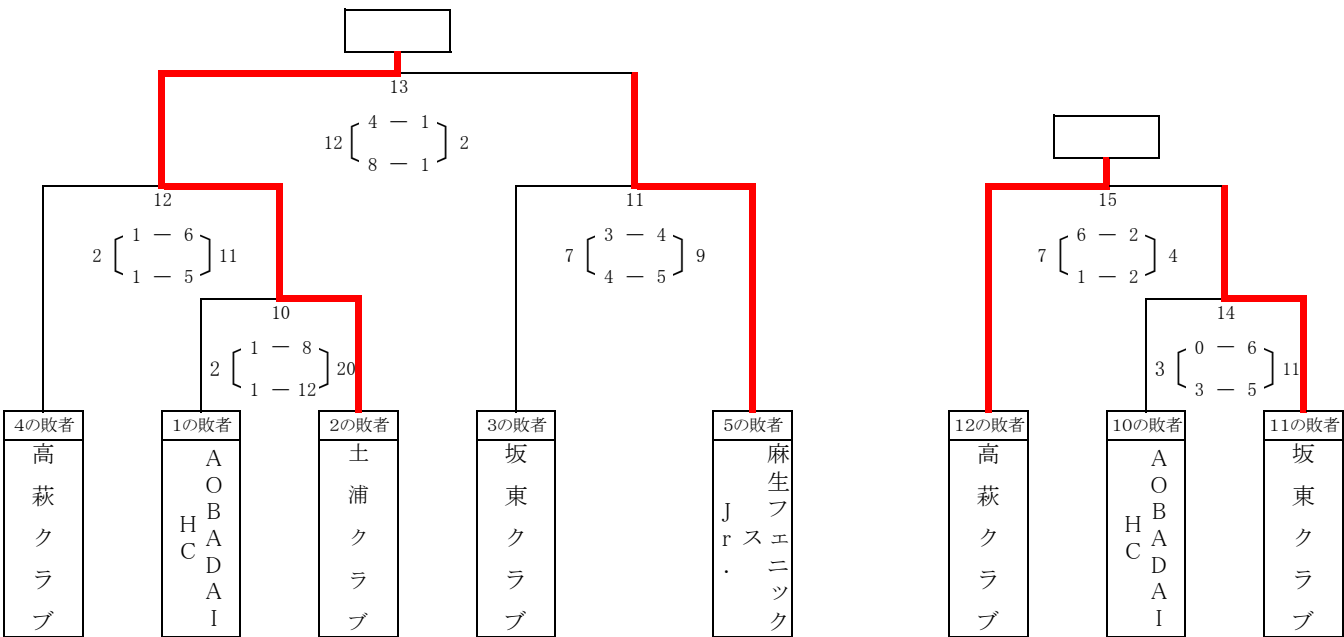 13
4 — 1
12 2
8 — 1
12
1 — 6
2 11
1 — 5
11
3 — 4
7 9
4 — 5
15
6 — 2
7 4
1 — 2
10
1 — 8
2 20
1 — 12
14
0 — 6
3 11
3 — 5
4の敗者
高萩クラブ
1の敗者
AOBADAI
HC
2の敗者
土浦クラブ
3の敗者
坂東クラブ
5の敗者
麻生フェニック
ス
Jr.
12の敗者
高萩クラブ
10の敗者
AOBADAI
HC
11の敗者
坂東クラブ